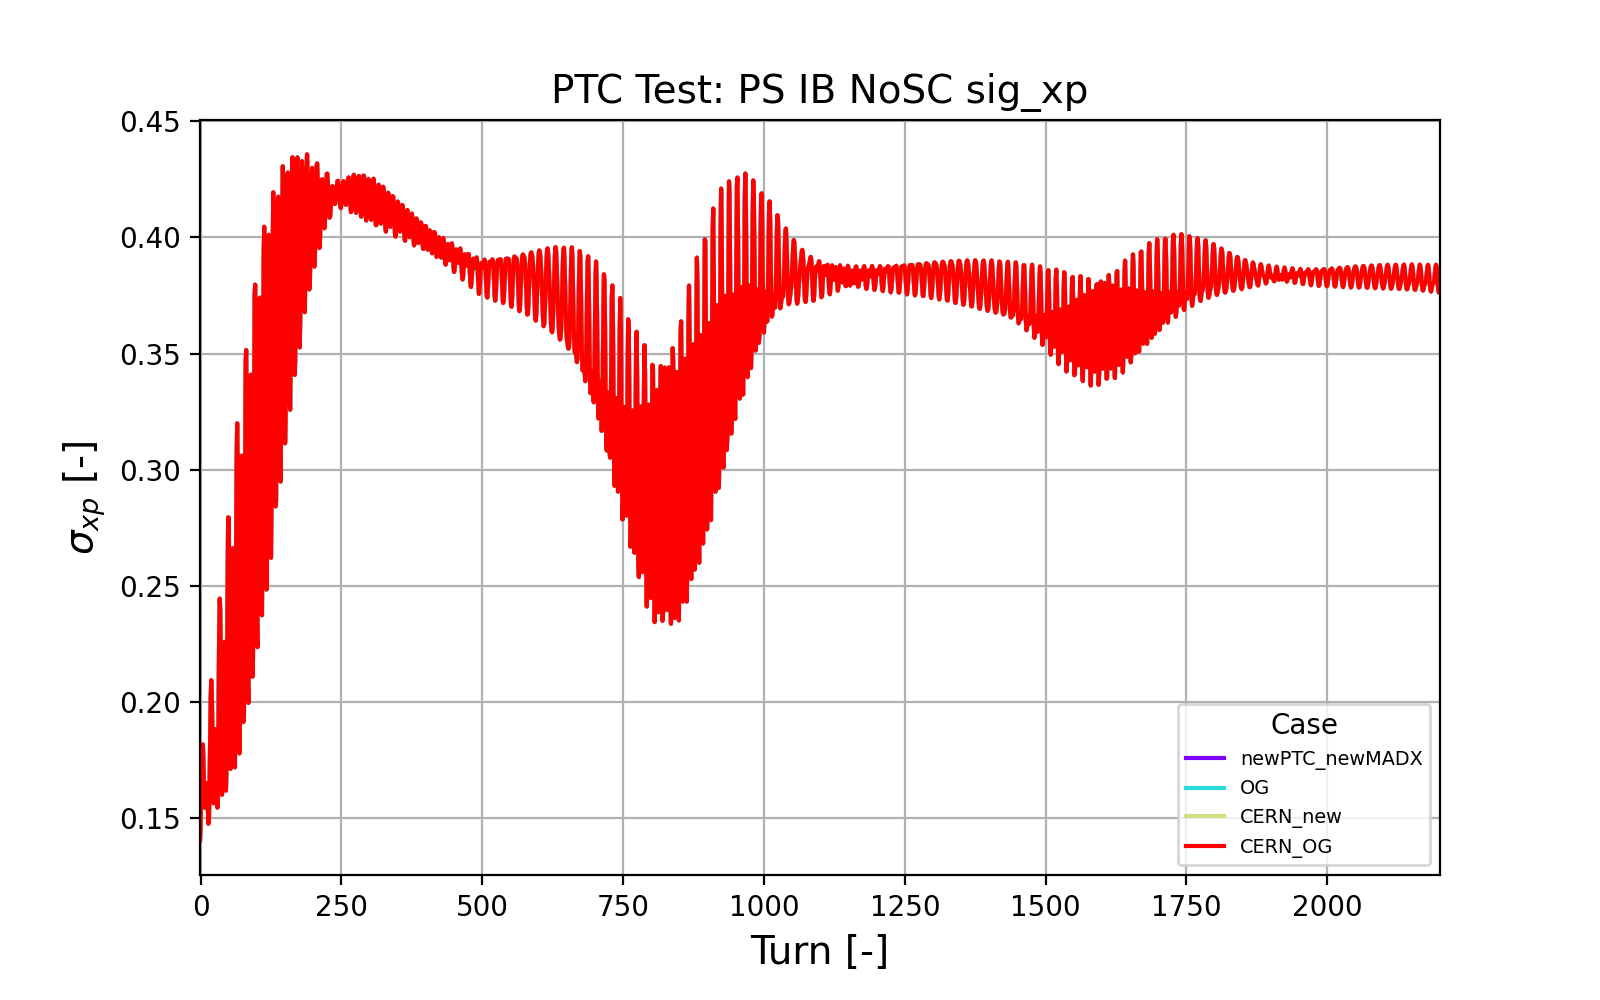 PTC Test: PS IB NoSC sig_xp
0.45
0.40
0.35
0.30
0.25
0.20
0.15
σxp [-]
0 250 500 750 1000 1250 1500 1750 2000
Turn [-]
Case
newPTC_newMADX
OG
CERN_new
CERN_OG